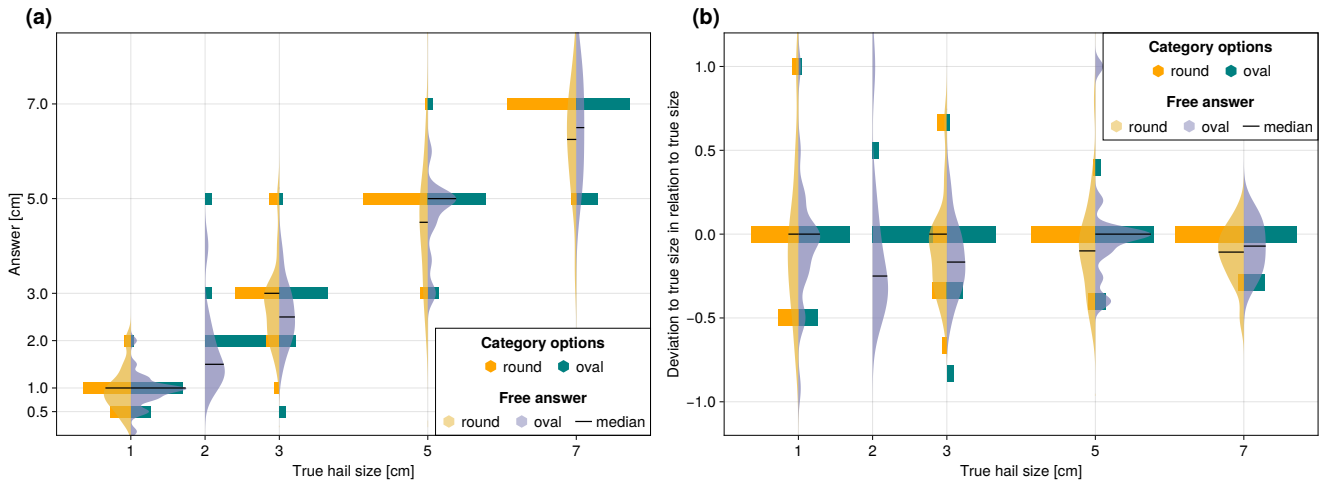 (a)
Answer [cm]
7.0
5.0
3.0
2.0
1.0
0.5
1
2
3
5
7
True hail size [cm]
Category options
round
oval
Free answer
round
oval
median
(b)
Deviation to true size in relation to true size
1.0
0.5
0.0
−0.5
−1.0
1
2
3
5
7
True hail size [cm]
Category options
round
oval
Free answer
round
oval
median